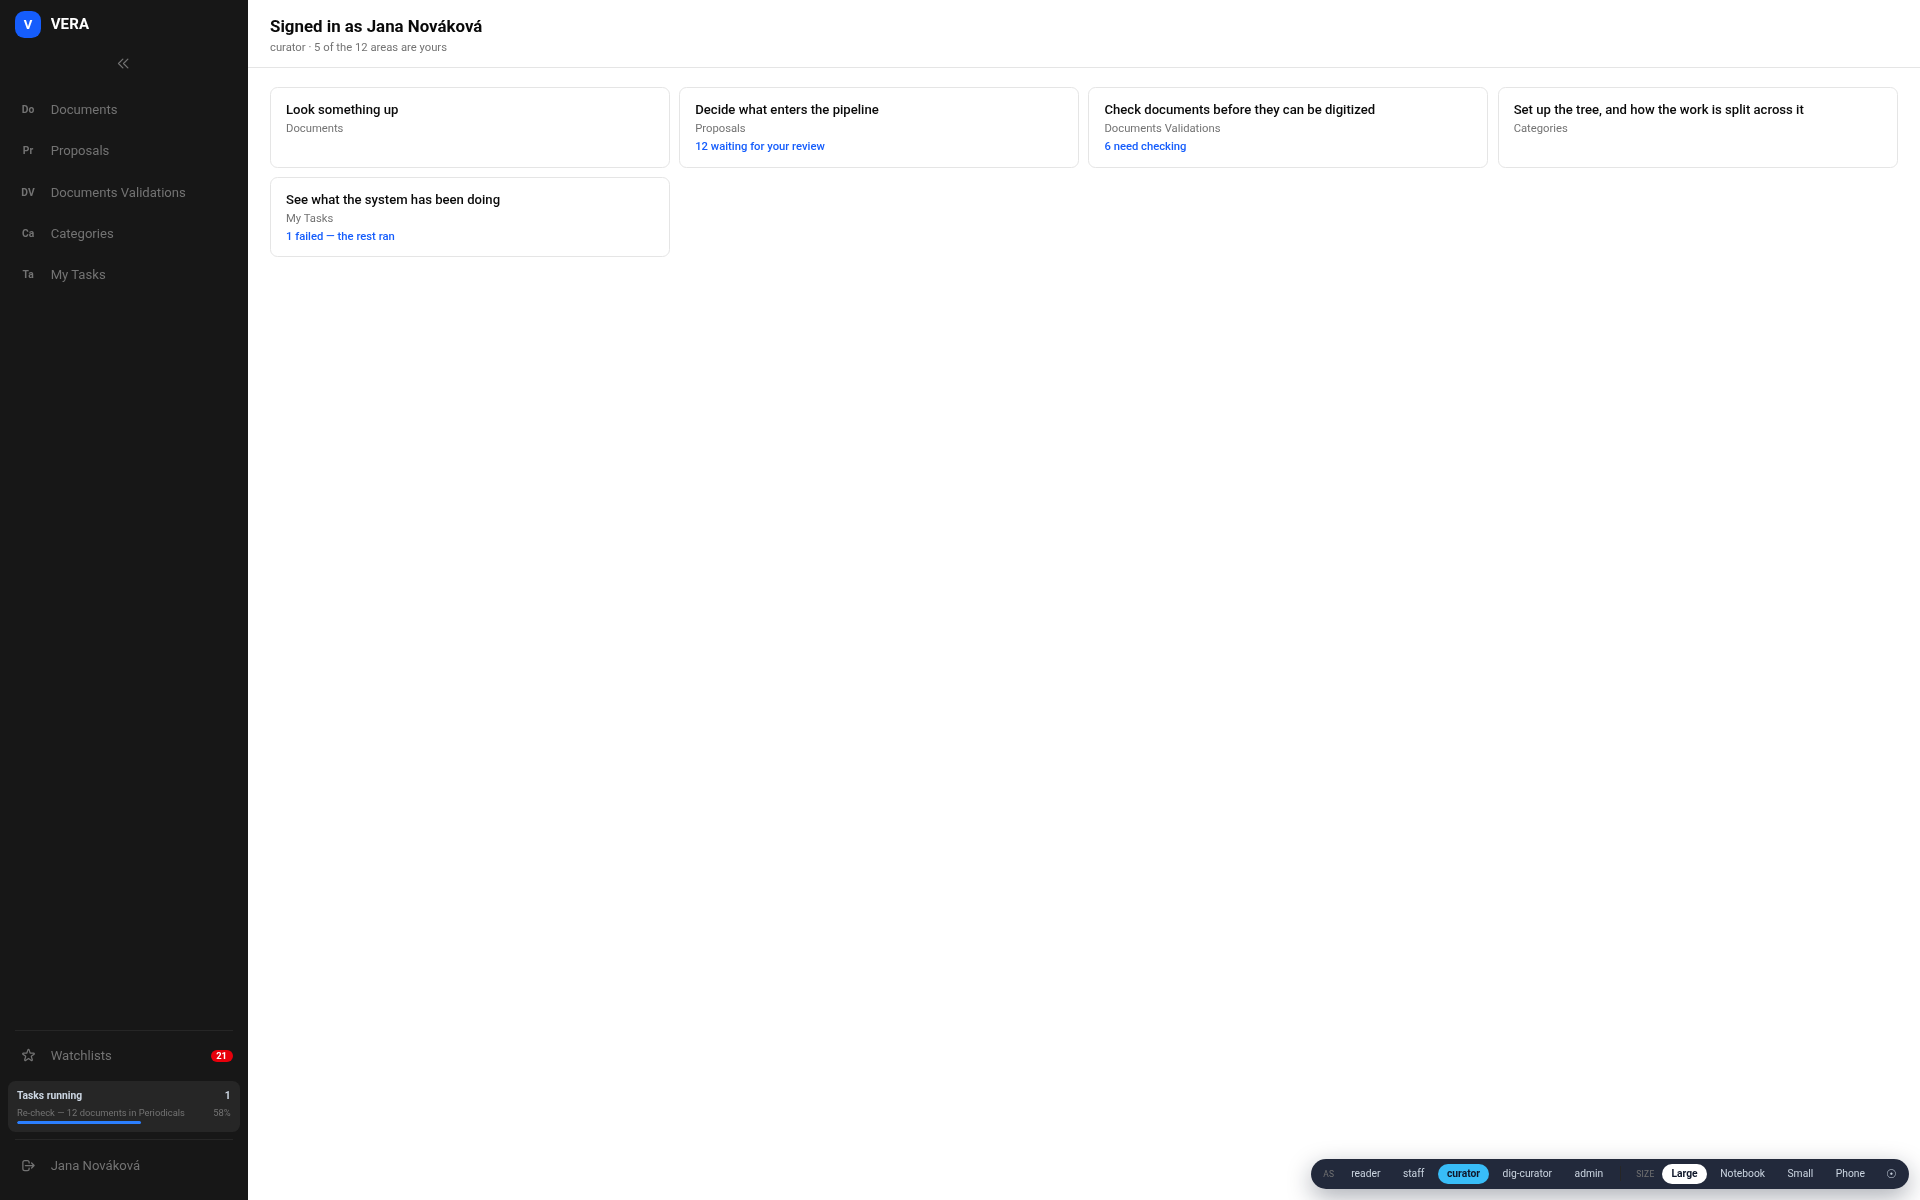 V VERA
Do Documents
Pr Proposals
DV Documents Validations
Ca Categories
Ta My Tasks
Watchlists 21
Tasks running 1
Re-check — 12 documents in Periodicals 58%
Jana Nováková
Signed in as Jana Nováková
curator · 5 of the 12 areas are yours
Look something up
Documents
Decide what enters the pipeline
Proposals
12 waiting for your review
Check documents before they can be digitized
Documents Validations
6 need checking
Set up the tree, and how the work is split across it
Categories
See what the system has been doing
My Tasks
1 failed — the rest ran
AS reader staff curator dig-curator admin SIZE Large Notebook Small Phone